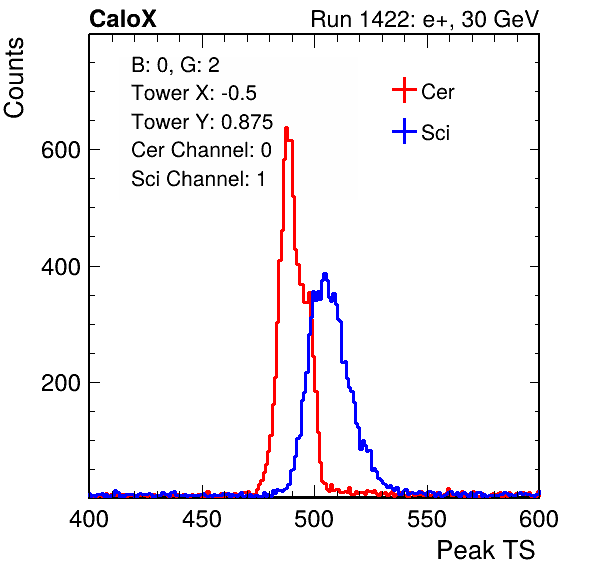 CaloX
Run 1422: e+, 30 GeV
Counts
B: 0, G: 2
Tower X: -0.5
Tower Y: 0.875
Cer Channel: 0
Sci Channel: 1
Cer
Sci
600
400
200
400 450 500 550 600
Peak TS